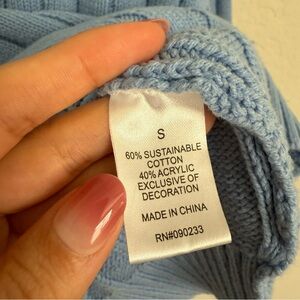 S
60% SUSTAINABLE
COTTON
40% ACRYLIC
EXCLUSIVE OF
DECORATION
MADE IN CHINA
RN#090233